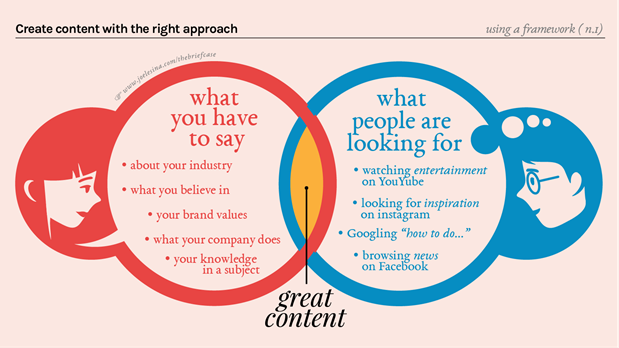 Create content with the right approach
using a framework ( n.1)
☞ www.joelesina.com/thebriefcase
what
you have
to say
• about your industry
• what you believe in
• your brand values
• what your company does
• your knowledge
in a subject
what
people are
looking for
• watching entertainment
on YouYube
• looking for inspiration
on instagram
• Googling “how to do...”
• browsing news
on Facebook
great
content